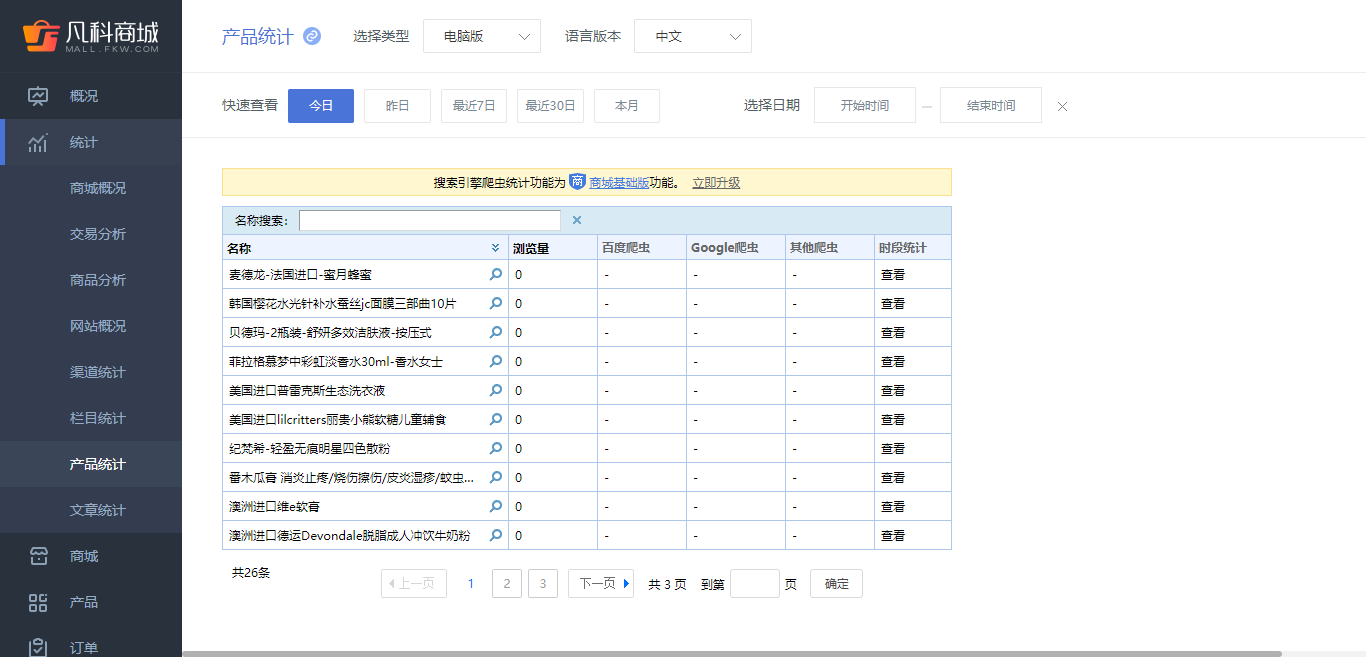 凡科商城
MALL.FKW.COM
概况
统计
商城概况
交易分析
商品分析
网站概况
渠道统计
栏目统计
产品统计
文章统计
商城
产品
订单
产品统计 选择类型 电脑版 语言版本 中文
快速查看 今日 昨日 最近7日 最近30日 本月 选择日期 开始时间 — 结束时间
搜索引擎爬虫统计功能为 商 商城基础版功能。 立即升级
名称搜索：
名称 浏览量 百度爬虫 Google爬虫 其他爬虫 时段统计
麦德龙-法国进口-蜜月蜂蜜 0 - - - 查看
韩国樱花水光针补水蚕丝jc面膜三部曲10片 0 - - - 查看
贝德玛-2瓶装-舒妍多效洁肤液-按压式 0 - - - 查看
菲拉格慕梦中彩虹淡香水30ml-香水女士 0 - - - 查看
美国进口普雷克斯生态洗衣液 0 - - - 查看
美国进口lilcritters丽贵小熊软糖儿童辅食 0 - - - 查看
纪梵希-轻盈无痕明星四色散粉 0 - - - 查看
番木瓜膏 消炎止疼/烧伤擦伤/皮炎湿疹/蚊虫... 0 - - - 查看
澳洲进口维e软膏 0 - - - 查看
澳洲进口德运Devondale脱脂成人冲饮牛奶粉 0 - - - 查看
共26条 上一页 1 2 3 下一页 共 3 页 到第 页 确定